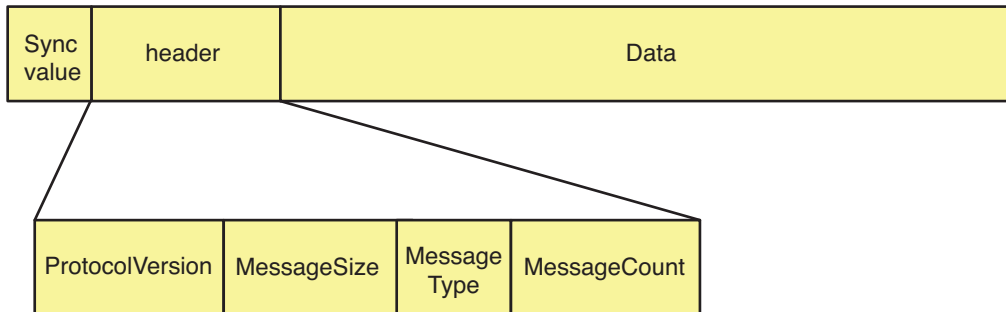 Sync
value
header
Data
ProtocolVersion
MessageSize
Message
Type
MessageCount